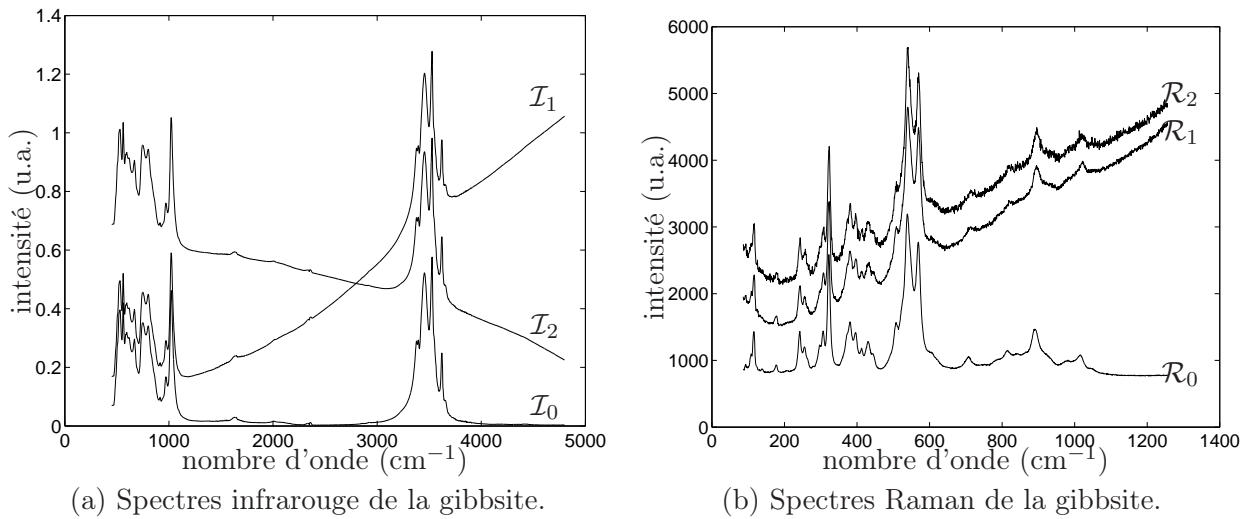 1.4
1.2
1
0.8
0.6
0.4
0.2
0
0 1000 2000 3000 4000 5000
intensité (u.a.)
nombre d'onde (cm⁻¹)
ℐ₁
ℐ₂
ℐ₀
(a) Spectres infrarouge de la gibbsite.
6000
5000
4000
3000
2000
1000
0
0 200 400 600 800 1000 1200 1400
intensité (u.a.)
nombre d'onde (cm⁻¹)
ℛ₂
ℛ₁
ℛ₀
(b) Spectres Raman de la gibbsite.